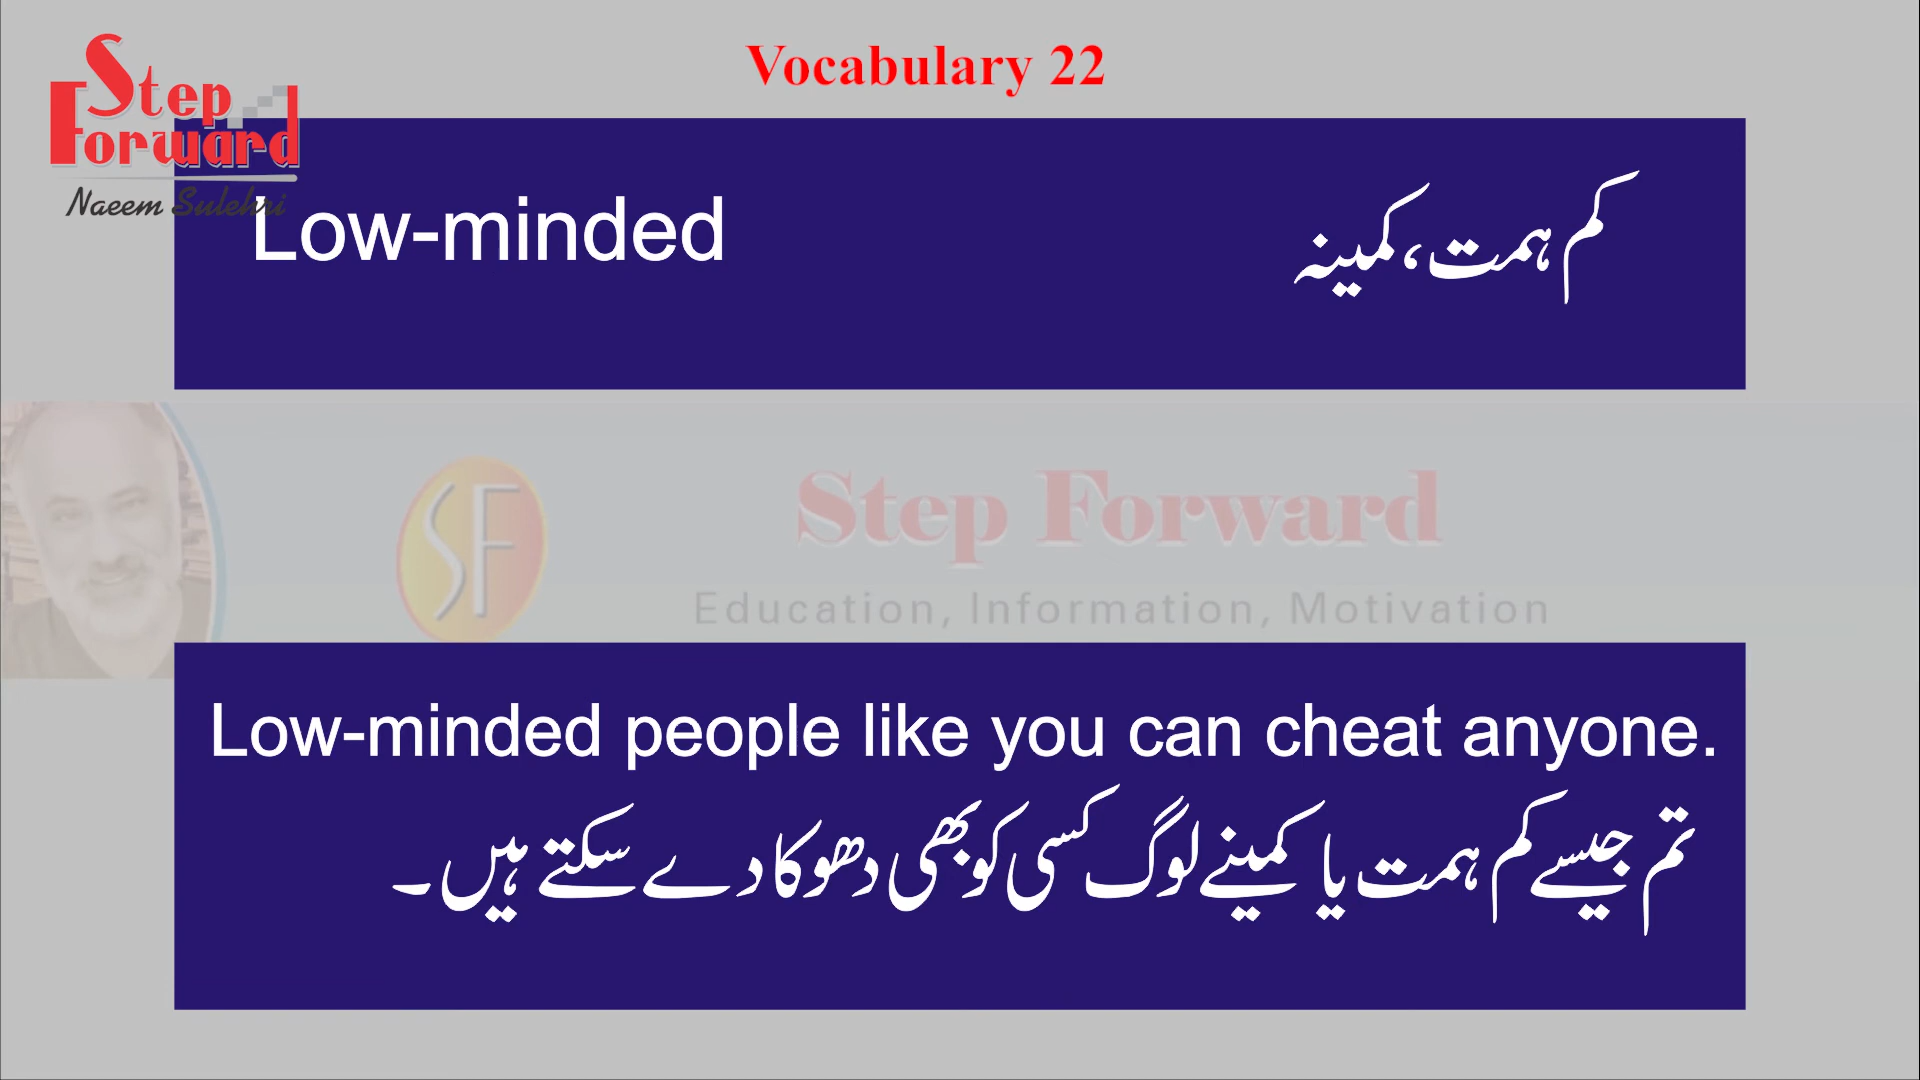 Step
Forward
Naeem Sulehri
Vocabulary 22
Low-minded
کم ہمت، کمینہ
SF
Step Forward
Education, Information, Motivation
Low-minded people like you can cheat anyone.
تم جیسے کم ہمت یا کمینے لوگ کسی کو بھی دھوکا دے سکتے ہیں۔